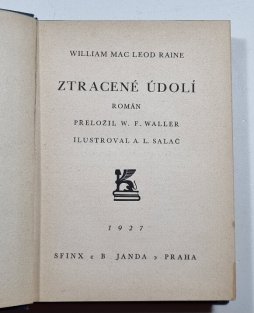 WILLIAM MAC LEOD RAINE
ZTRACENÉ ÚDOLÍ
ROMÁN
PŘELOŽIL W. F. WALLER
ILUSTROVAL A. L. SALAČ
1927
SFINX ‹ B. JANDA › PRAHA